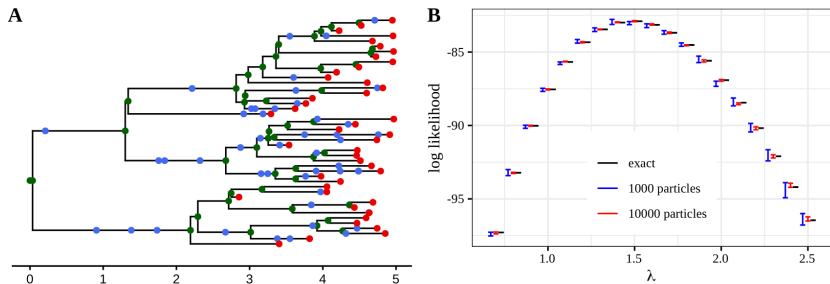 A
0 1 2 3 4 5
B
log likelihood
-85
-90
-95
exact
1000 particles
10000 particles
1.0 1.5 2.0 2.5
λ